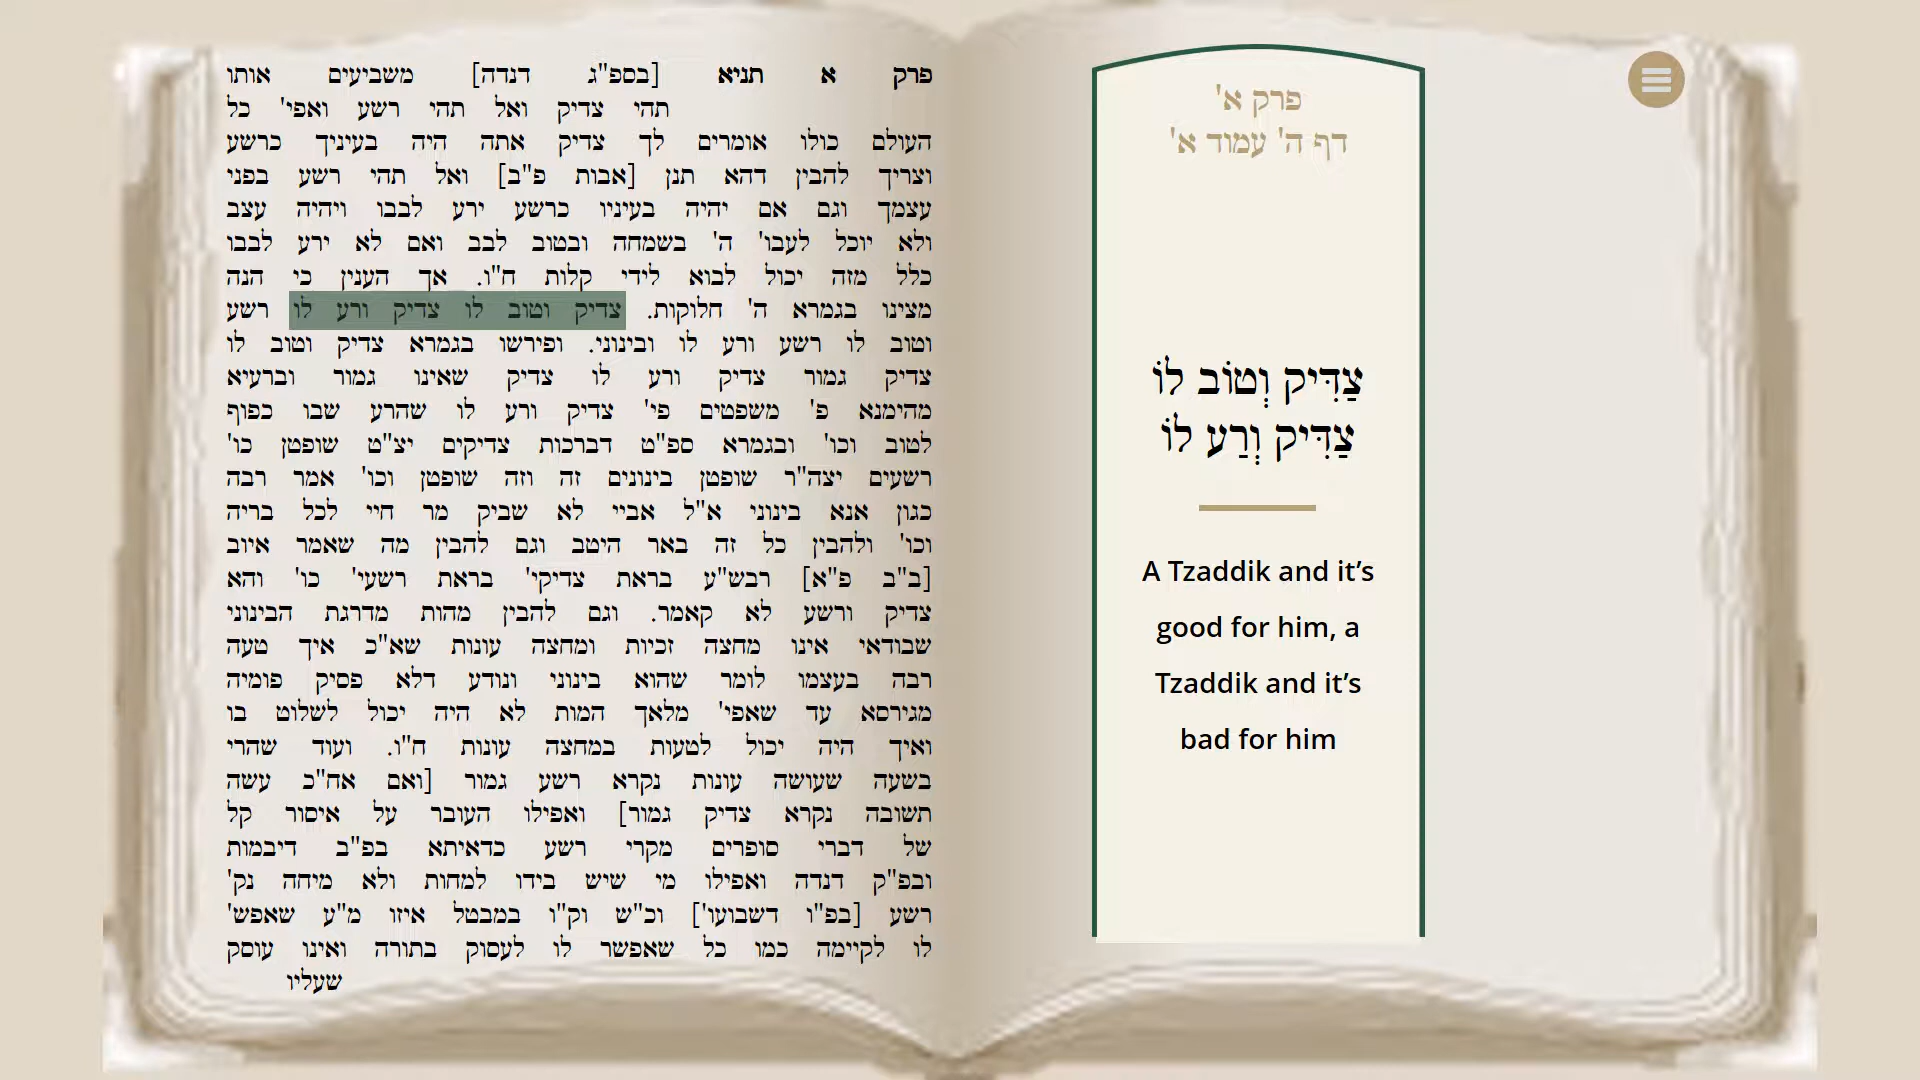 פרק א תניא [בספ"ג דנדה] משביעים אותו
תהי צדיק ואל תהי רשע ואפי' כל
העולם כולו אומרים לך צדיק אתה היה בעיניך כרשע
וצריך להבין דהא תנן [אבות פ"ב] ואל תהי רשע בפני
עצמך וגם אם יהיה בעיניו כרשע ירע לבבו ויהיה עצב
ולא יוכל לעבו' ה' בשמחה ובטוב לבב ואם לא ירע לבבו
כלל מזה יכול לבוא לידי קלות ח"ו. אך הענין כי הנה
מצינו בגמרא ה' חלוקות. צדיק וטוב לו צדיק ורע לו רשע
וטוב לו רשע ורע לו ובינוני. ופירשו בגמרא צדיק וטוב לו
צדיק גמור צדיק ורע לו צדיק שאינו גמור וברעיא
מהימנא פ' משפטים פי' צדיק ורע לו שהרע שבו כפוף
לטוב וכו' ובגמרא ספ"ט דברכות צדיקים יצ"ט שופטן כו'
רשעים יצה"ר שופטן בינונים זה וזה שופטן וכו' אמר רבה
כגון אנא בינוני א"ל אביי לא שביק מר חיי לכל בריה
וכו' ולהבין כל זה באר היטב וגם להבין מה שאמר איוב
[ב"ב פ"א] רבש"ע בראת צדיקי' בראת רשעי' כו' והא
צדיק ורשע לא קאמר. וגם להבין מהות מדרגת הבינוני
שבודאי אינו מחצה זכיות ומחצה עונות שא"כ איך טעה
רבה בעצמו לומר שהוא בינוני ונודע דלא פסיק פומיה
מגירסא עד שאפי' מלאך המות לא היה יכול לשלוט בו
ואיך היה יכול לטעות במחצה עונות ח"ו. ועוד שהרי
בשעה שעושה עונות נקרא רשע גמור [ואם אח"כ עשה
תשובה נקרא צדיק גמור] ואפילו העובר על איסור קל
של דברי סופרים מקרי רשע כדאיתא בפ"ב דיבמות
ובפ"ק דנדה ואפילו מי שיש בידו למחות ולא מיחה נק'
רשע [בפ"ו דשבועו'] וכ"ש וק"ו במבטל איזו מ"ע שאפש'
לו לקיימה כמו כל שאפשר לו לעסוק בתורה ואינו עוסק
שעליו
פרק א'
דף ה' עמוד א'
צַדִּיק וְטוֹב לוֹ
צַדִּיק וְרַע לוֹ
A Tzaddik and it's
good for him, a
Tzaddik and it's
bad for him